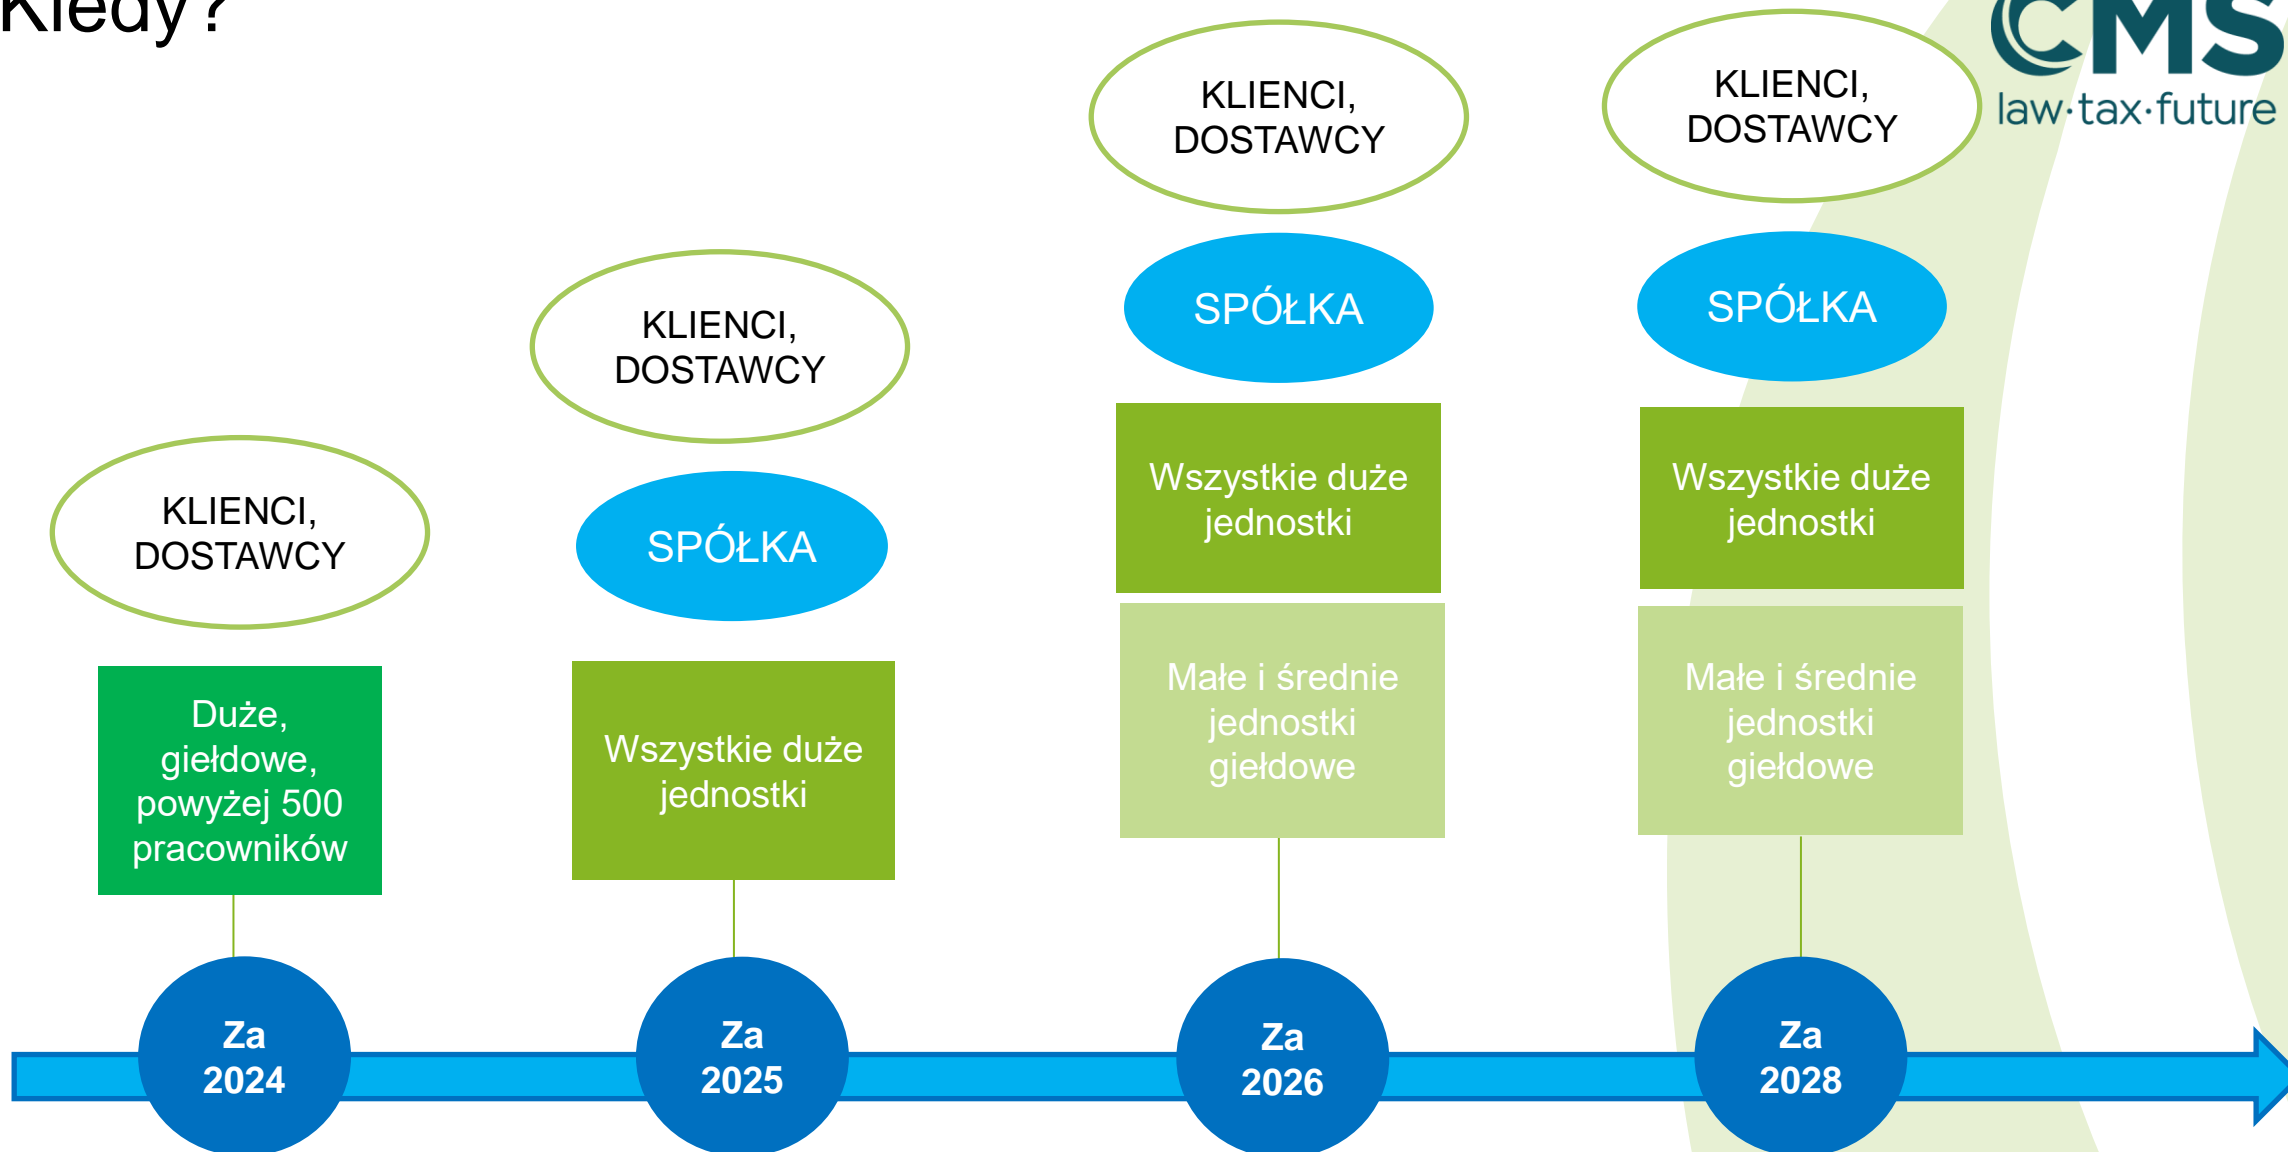 Kiedy?
CMS
law·tax·future
KLIENCI,
DOSTAWCY
Duże,
giełdowe,
powyżej 500
pracowników
Za
2024
KLIENCI,
DOSTAWCY
SPÓŁKA
Wszystkie duże
jednostki
Za
2025
KLIENCI,
DOSTAWCY
SPÓŁKA
Wszystkie duże
jednostki
Małe i średnie
jednostki
giełdowe
Za
2026
KLIENCI,
DOSTAWCY
SPÓŁKA
Wszystkie duże
jednostki
Małe i średnie
jednostki
giełdowe
Za
2028